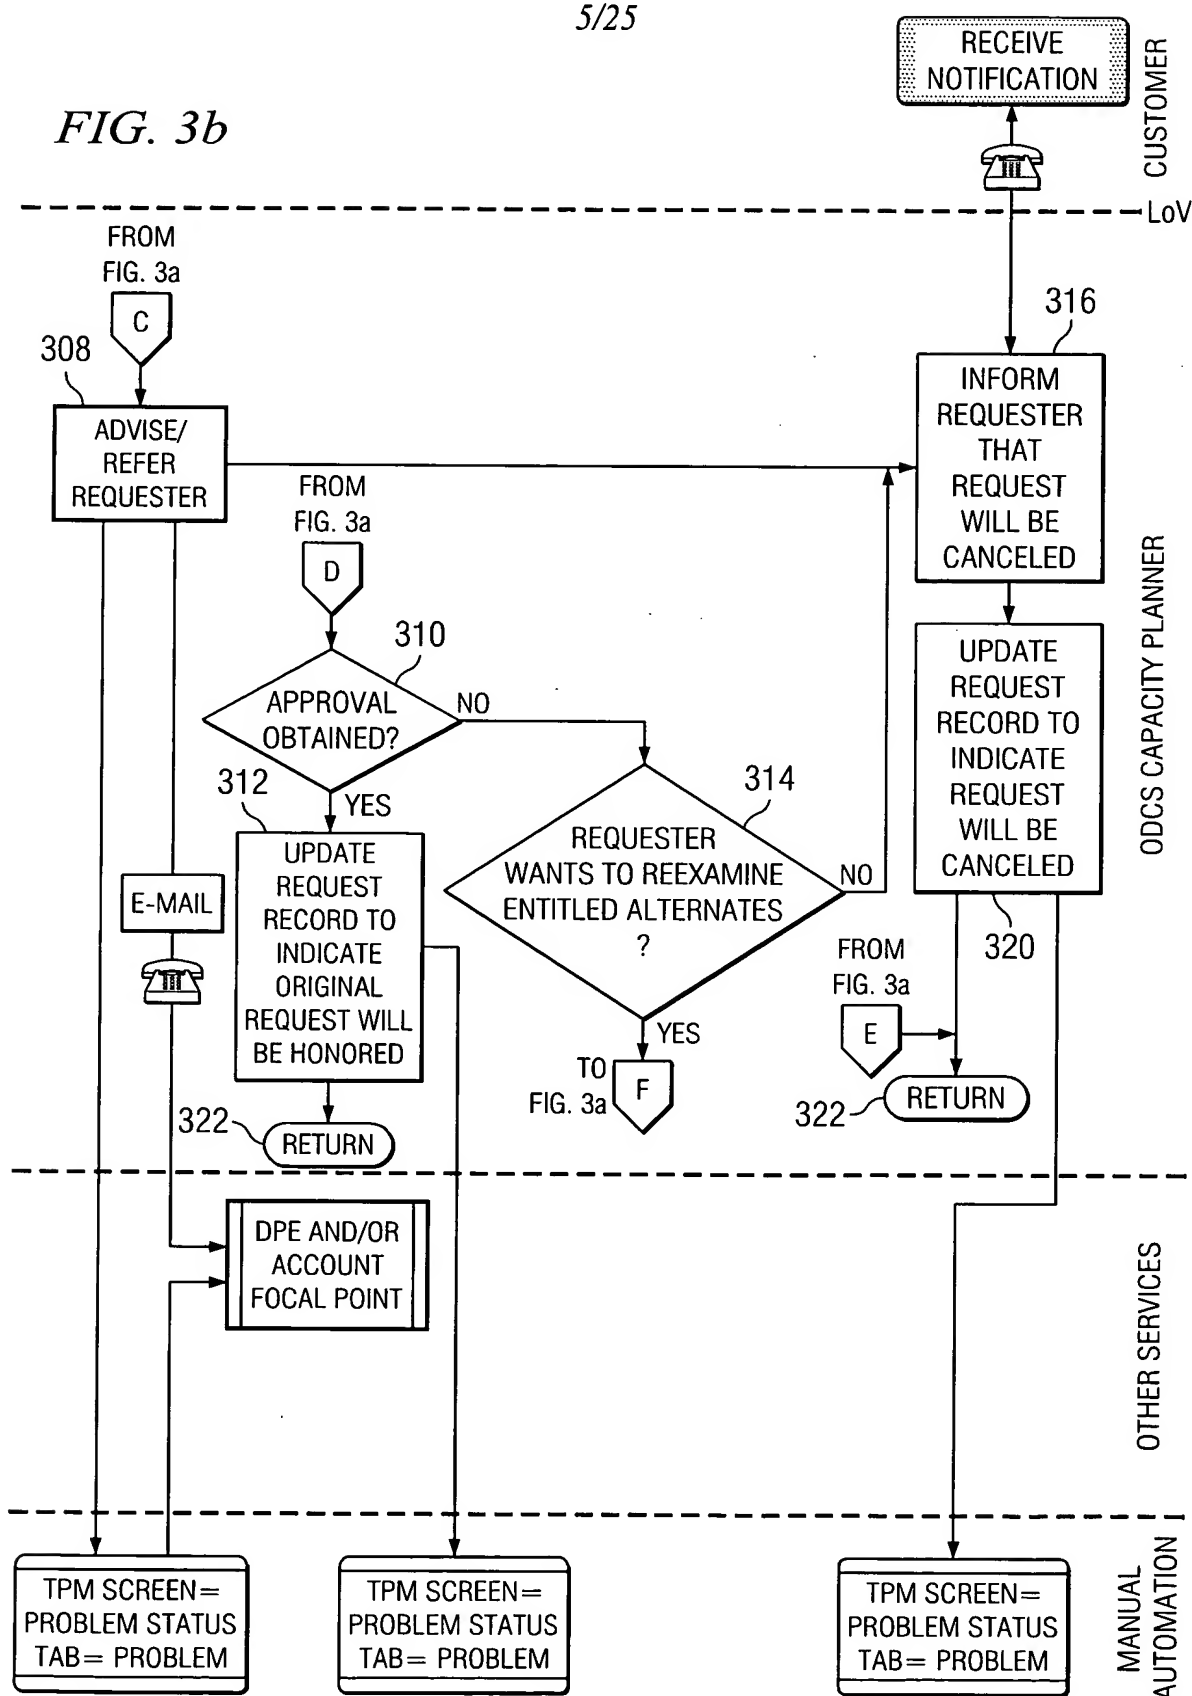 5/25
FIG. 3b
RECEIVE
NOTIFICATION
CUSTOMER
LoV
FROM
FIG. 3a
C
308
ADVISE/
REFER
REQUESTER
316
INFORM
REQUESTER
THAT
REQUEST
WILL BE
CANCELED
FROM
FIG. 3a
D
310
APPROVAL
OBTAINED?
NO
YES
312
UPDATE
REQUEST
RECORD TO
INDICATE
ORIGINAL
REQUEST WILL
BE HONORED
314
REQUESTER
WANTS TO REEXAMINE
ENTITLED ALTERNATES
?
NO
YES
TO
FIG. 3a
F
UPDATE
REQUEST
RECORD TO
INDICATE
REQUEST
WILL BE
CANCELED
320
ODCS CAPACITY PLANNER
E-MAIL
FROM
FIG. 3a
E
322
RETURN
322
RETURN
DPE AND/OR
ACCOUNT
FOCAL POINT
OTHER SERVICES
TPM SCREEN=
PROBLEM STATUS
TAB= PROBLEM
TPM SCREEN=
PROBLEM STATUS
TAB= PROBLEM
TPM SCREEN=
PROBLEM STATUS
TAB= PROBLEM
MANUAL
AUTOMATION